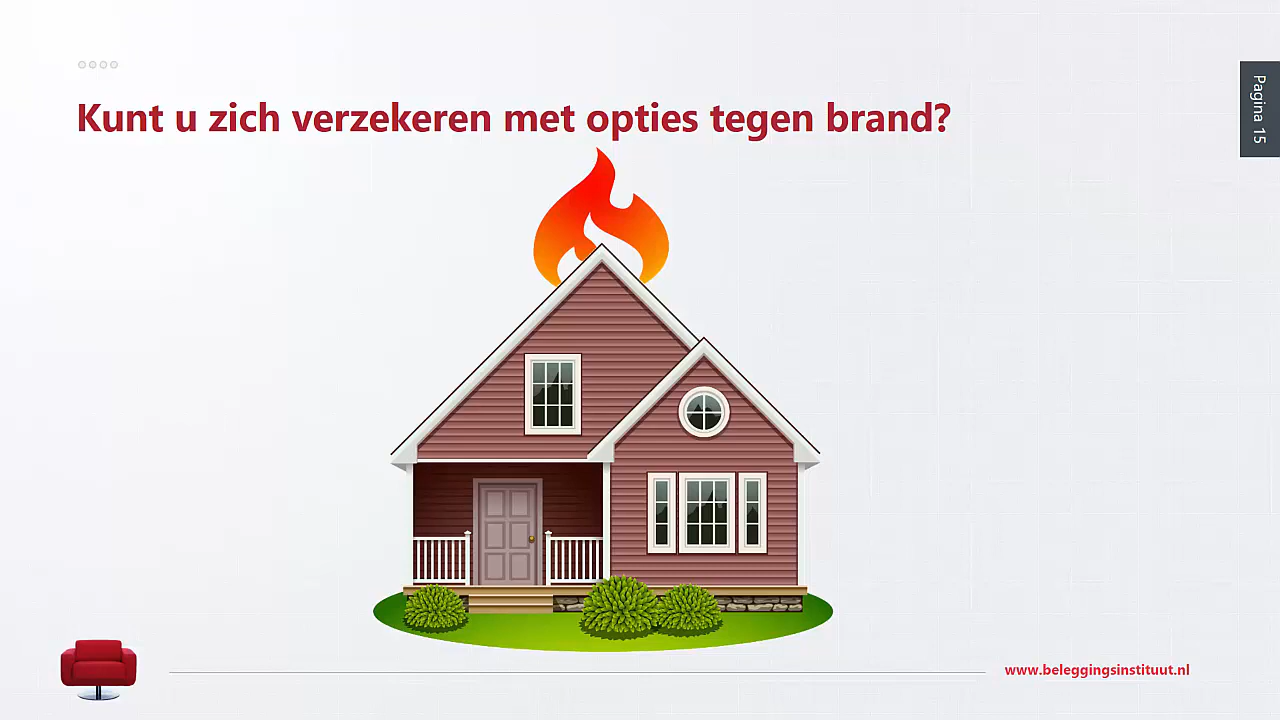 Kunt u zich verzekeren met opties tegen brand?
Pagina 15
www.beleggingsinstituut.nl